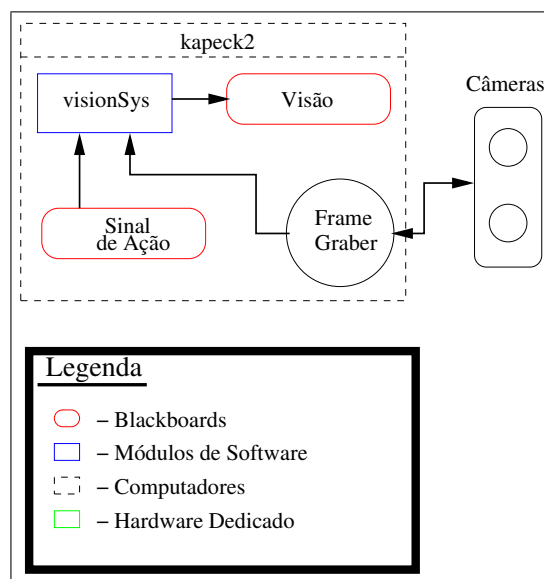 kapeck2
visionSys
Visão
Câmeras
Sinal
de Ação
Frame
Graber
Legenda
– Blackboards
– Módulos de Software
– Computadores
– Hardware Dedicado